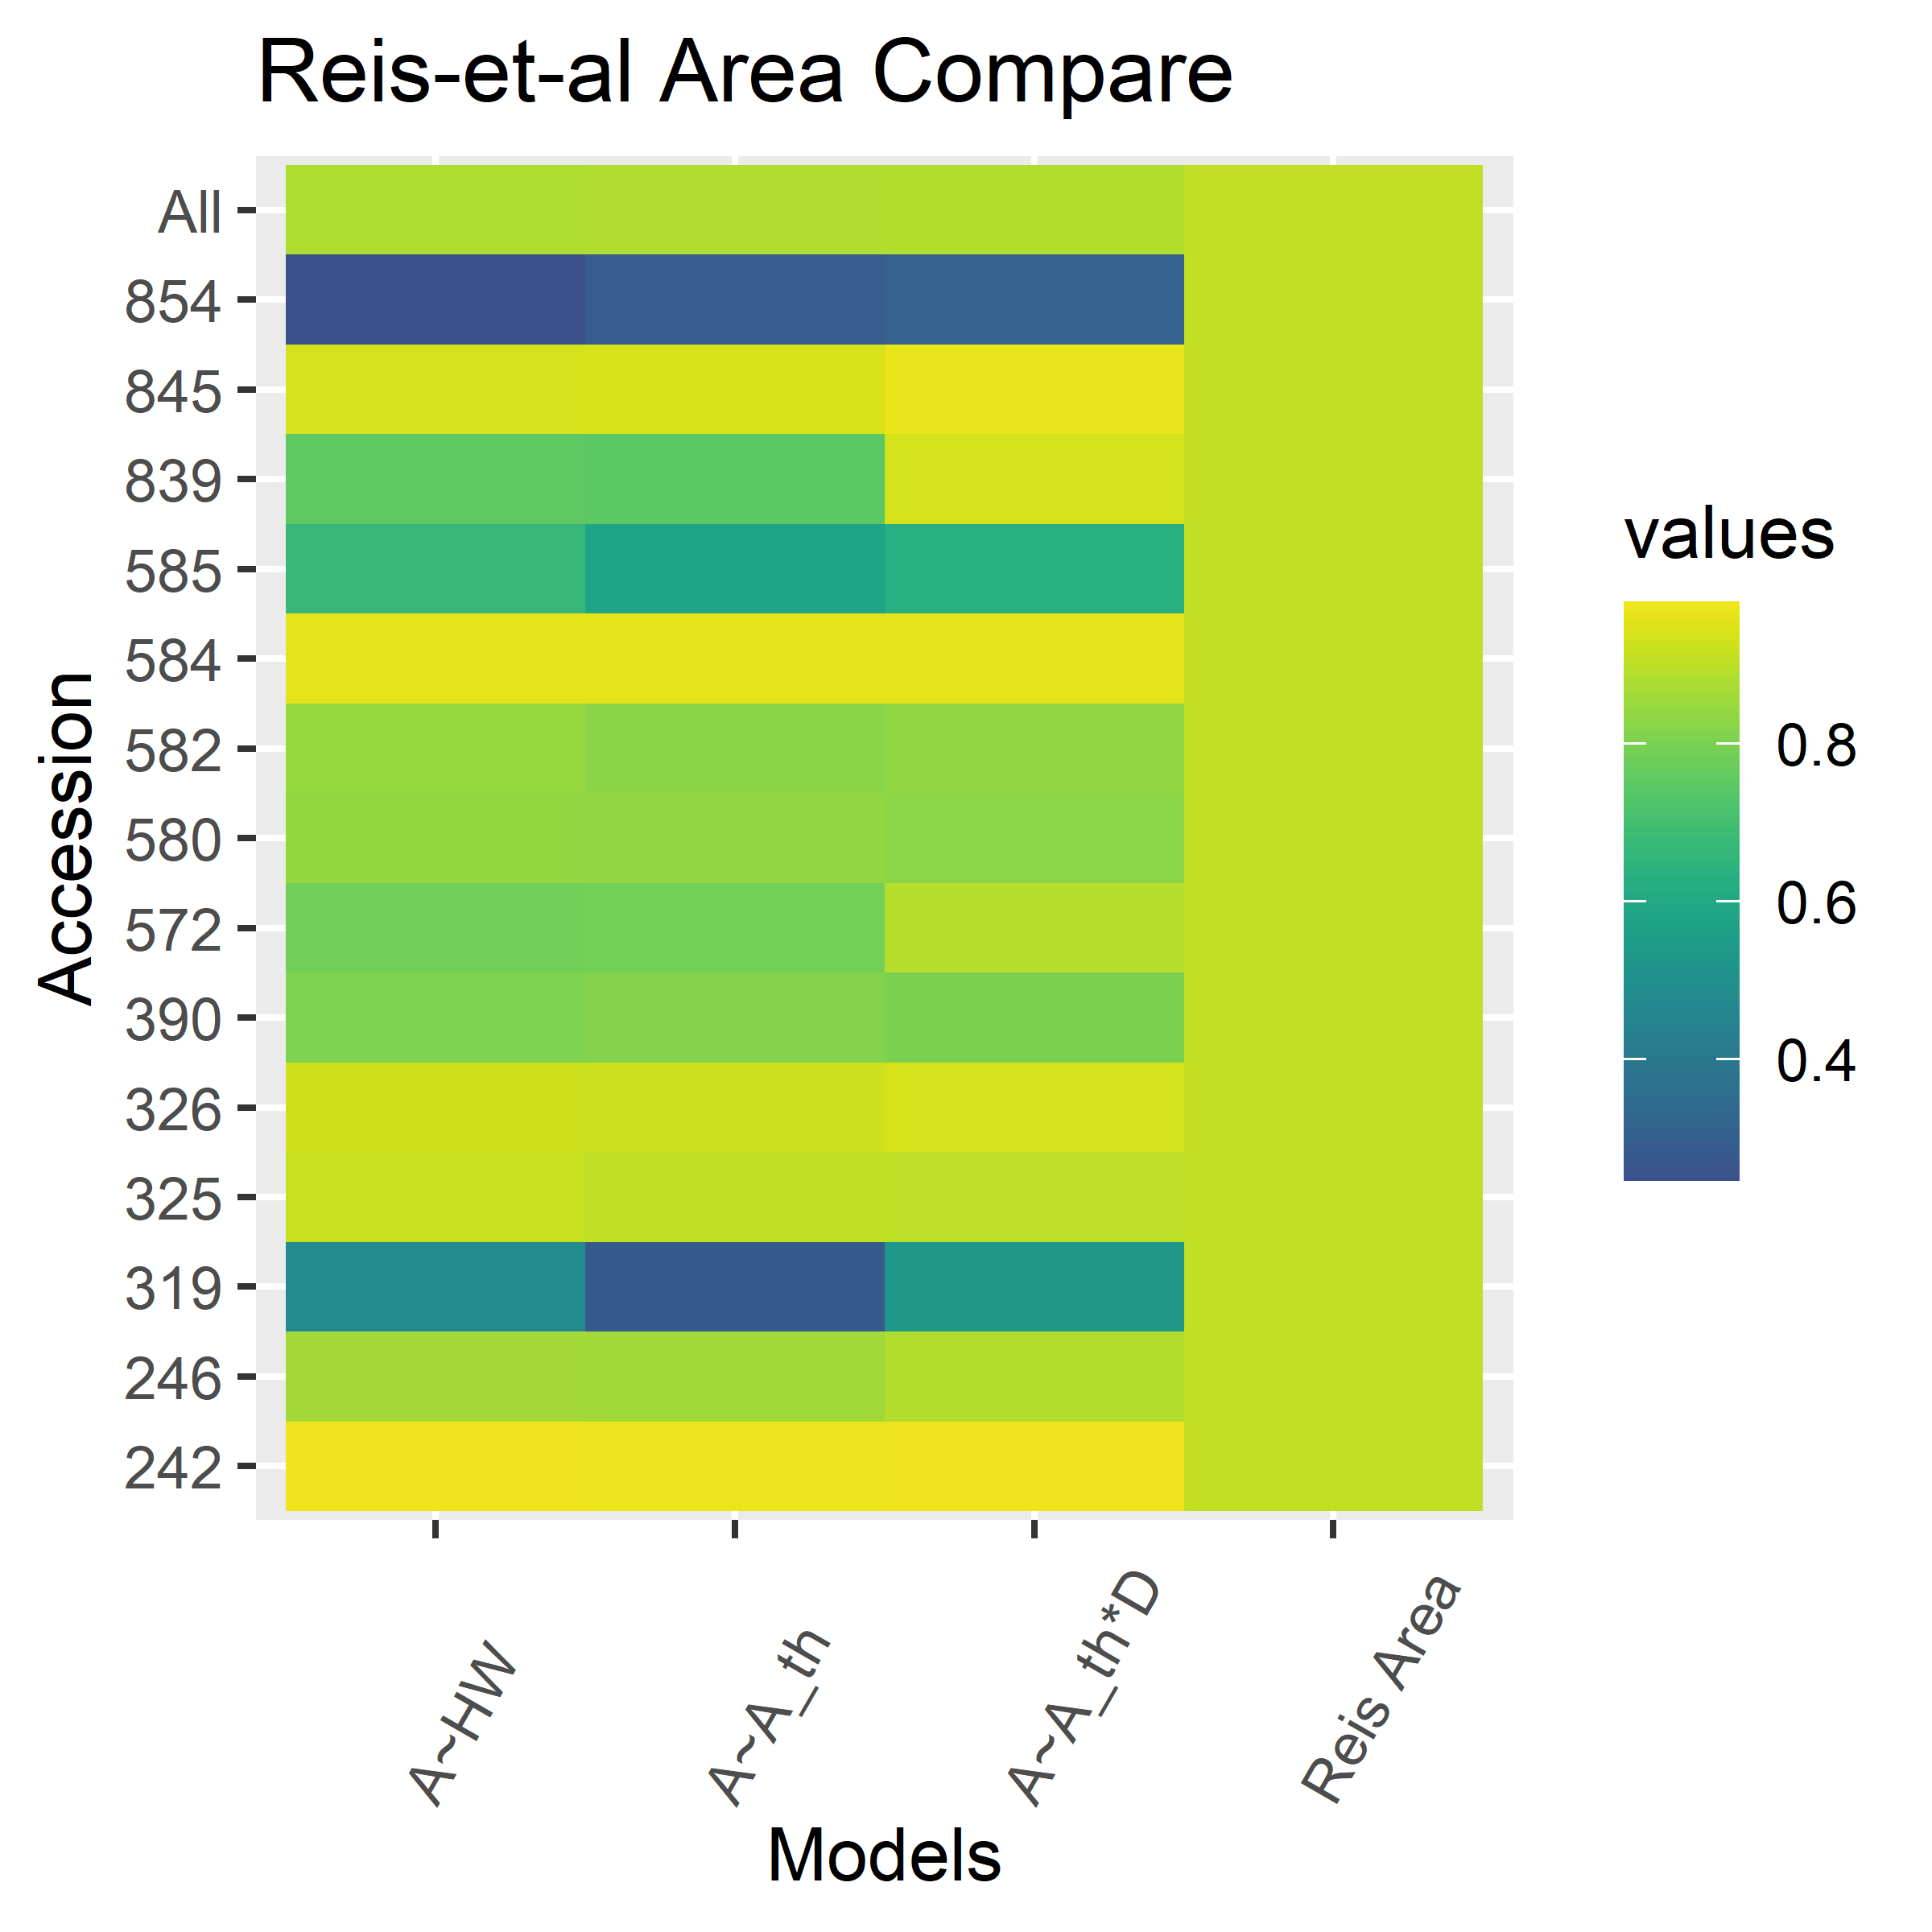 Reis-et-al Area Compare
Accession
All
854
845
839
585
584
582
580
572
390
326
325
319
246
242
A~HW
A~A_th
A~A_th*D
Reis Area
Models
values
0.8
0.6
0.4